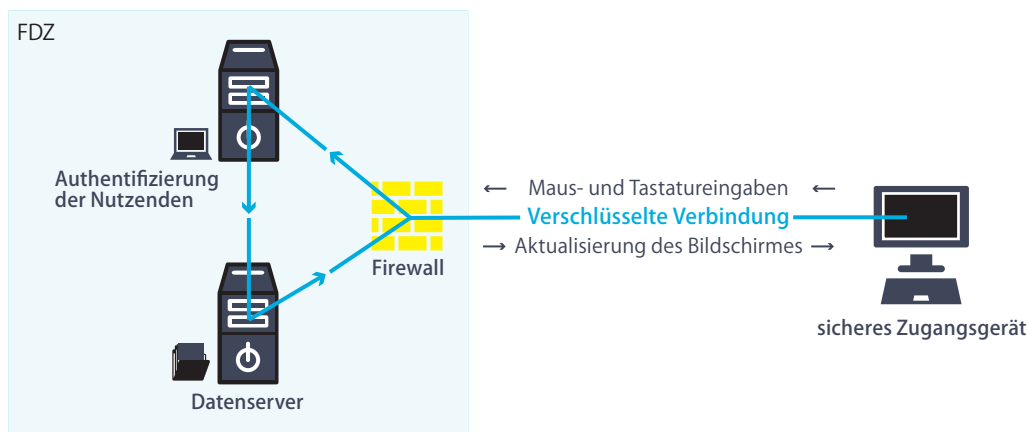 FDZ
Authentifizierung
der Nutzenden
Firewall
Datenserver
← Maus- und Tastatureingaben ←
Verschlüsselte Verbindung
→ Aktualisierung des Bildschirmes →
sicheres Zugangsgerät